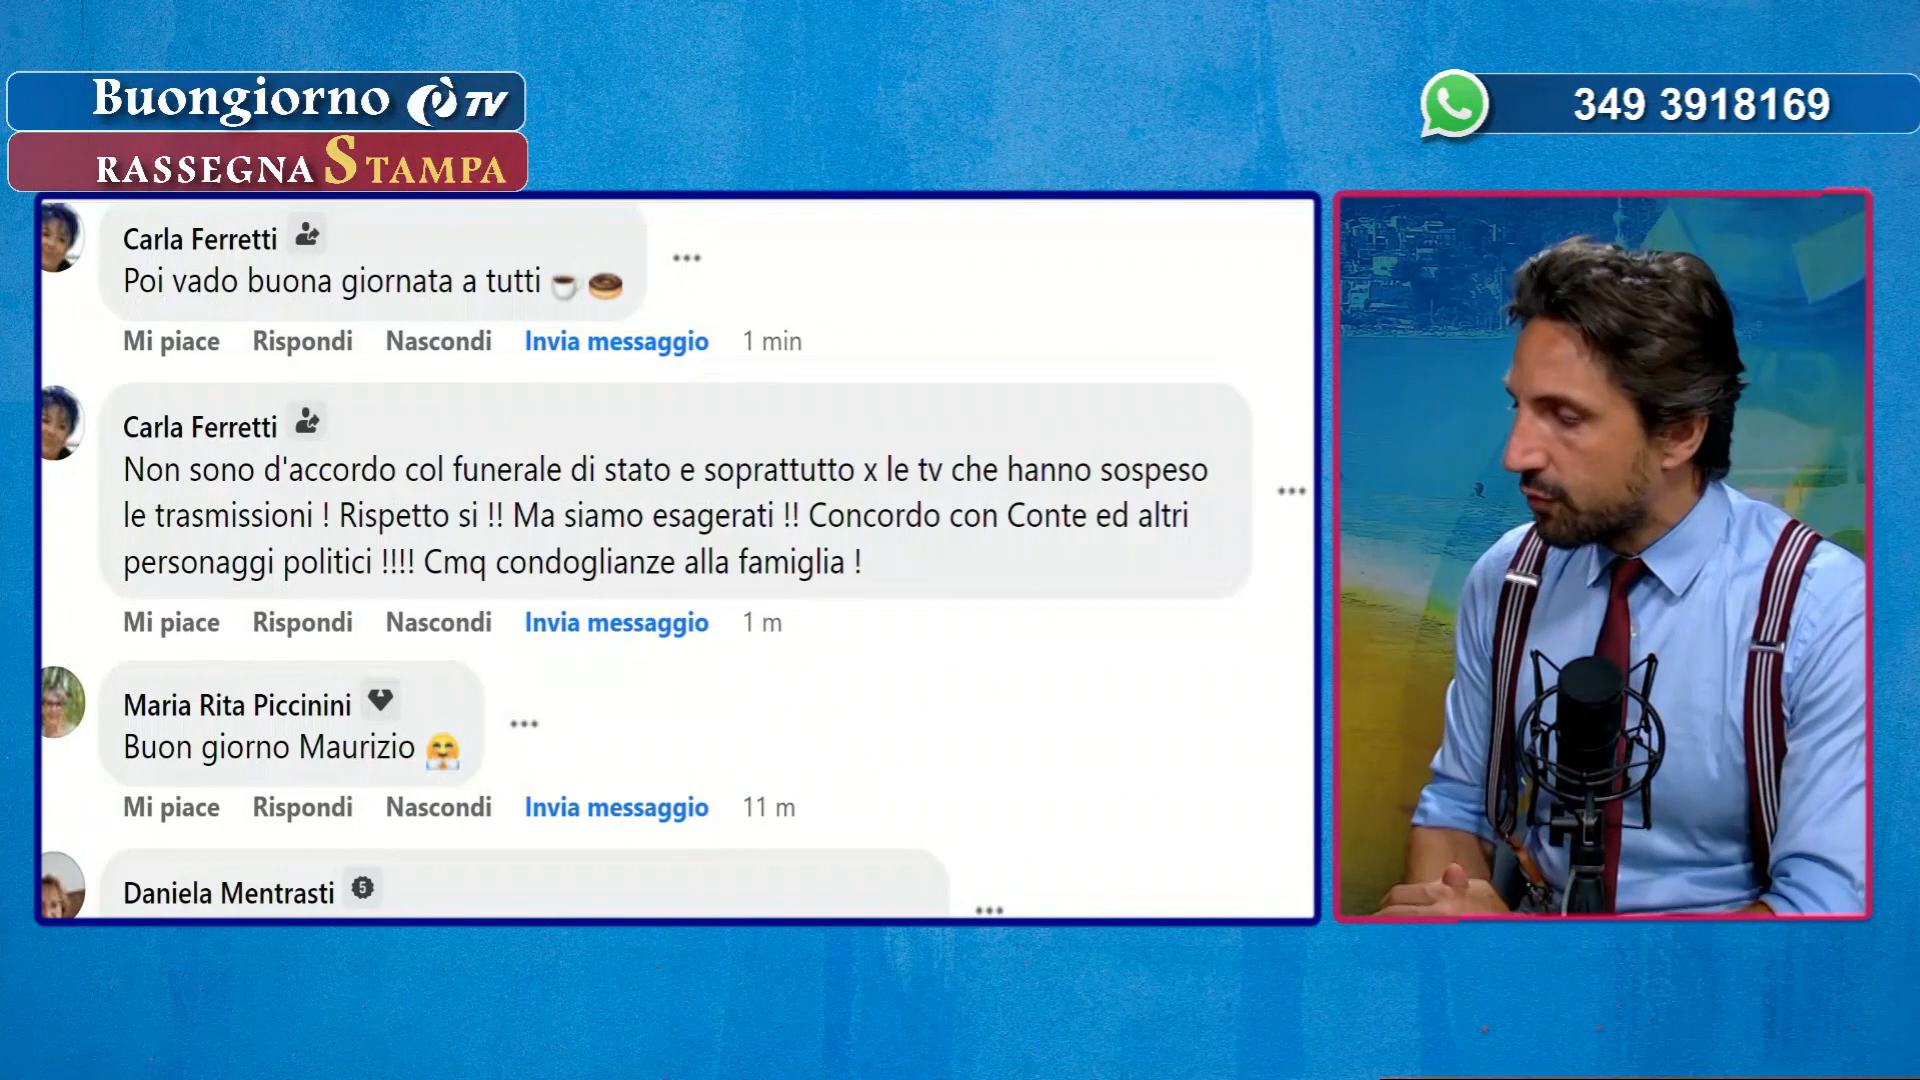 Buongiorno è TV
RASSEGNA STAMPA
349 3918169
Carla Ferretti
Poi vado buona giornata a tutti ☕🍩
Mi piace Rispondi Nascondi Invia messaggio 1 min
Carla Ferretti
Non sono d'accordo col funerale di stato e soprattutto x le tv che hanno sospeso
le trasmissioni ! Rispetto si !! Ma siamo esagerati !! Concordo con Conte ed altri
personaggi politici !!!! Cmq condoglianze alla famiglia !
Mi piace Rispondi Nascondi Invia messaggio 1 m
Maria Rita Piccinini
Buon giorno Maurizio 🤗
Mi piace Rispondi Nascondi Invia messaggio 11 m
Daniela Mentrasti 5